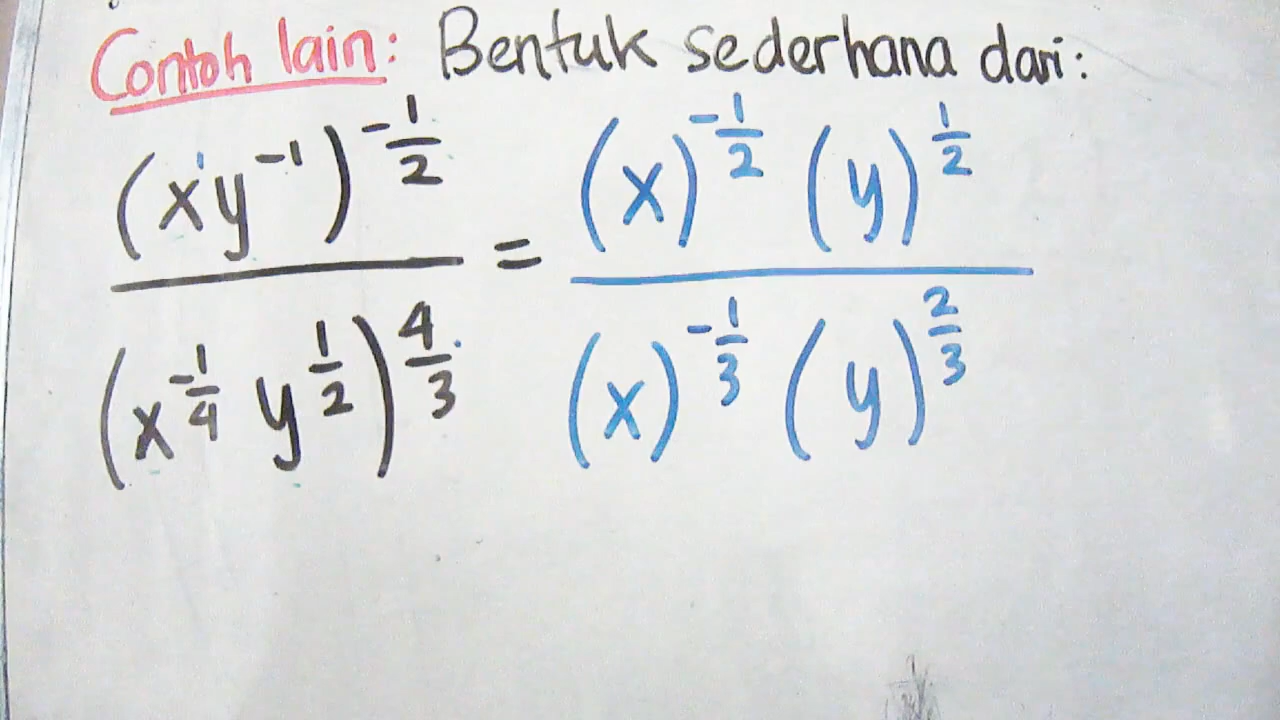 Contoh lain: Bentuk sederhana dari:
(x¹y⁻¹)^(-1/2) / (x^(-1/4) y^(1/2))^(4/3) = (x)^(-1/2) (y)^(1/2) / (x)^(-1/3) (y)^(2/3)